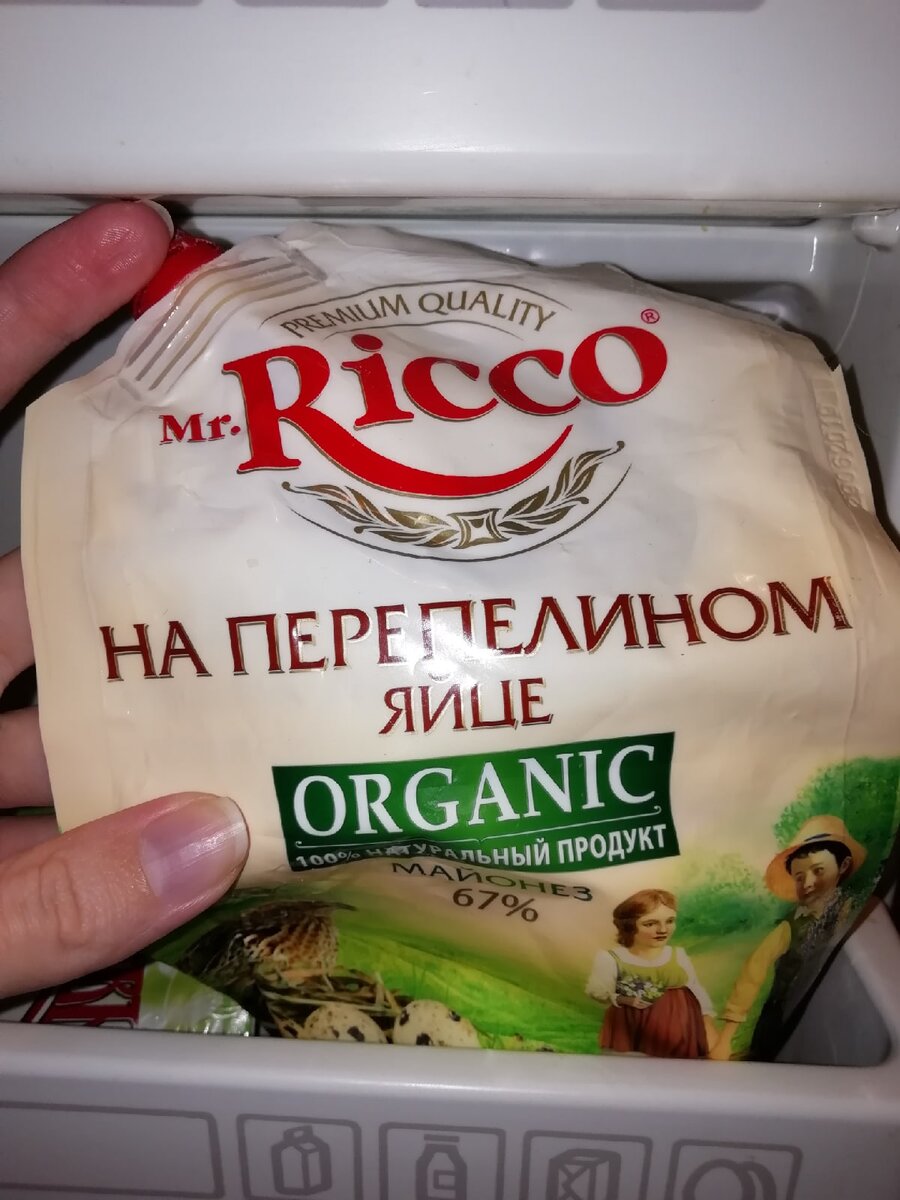 PREMIUM QUALITY
Mr. Ricco®
НА ПЕРЕПЕЛИНОМ
ЯЙЦЕ
ORGANIC
100% НАТУРАЛЬНЫЙ ПРОДУКТ
МАЙОНЕЗ
67%